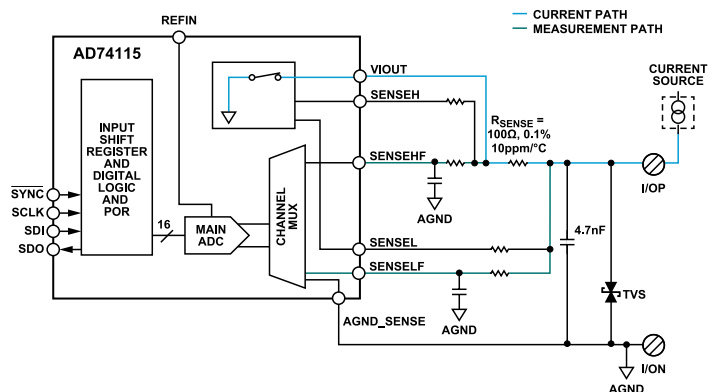 CURRENT PATH
MEASUREMENT PATH
REFIN
AD74115
VIOUT
SENSEH
CURRENT
SOURCE
RSENSE =
100Ω, 0.1%
10ppm/°C
INPUT
SHIFT
REGISTER
AND
DIGITAL
LOGIC
AND
POR
SENSEHF
I/OP
AGND
SYNC
SCLK
SDI
SDO
16
MAIN
ADC
CHANNEL
MUX
SENSEL
SENSELF
4.7nF
TVS
AGND
AGND_SENSE
I/ON
AGND